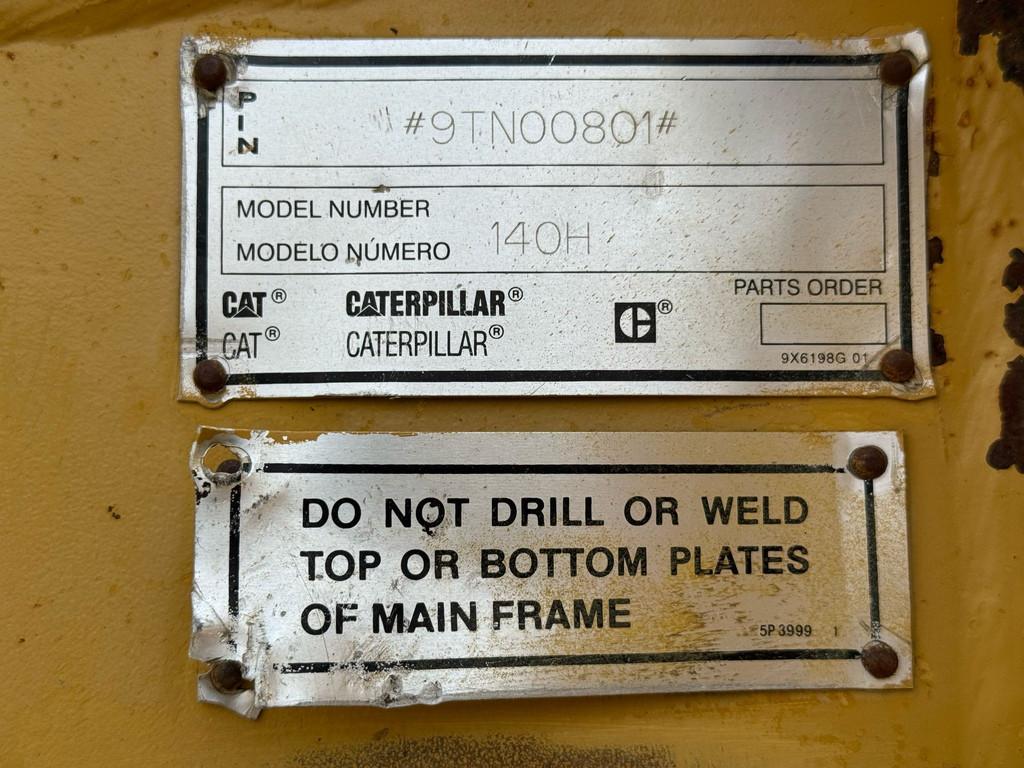 PIN
#9TN00801#
MODEL NUMBER
MODELO NÚMERO 140H
CAT® CATERPILLAR® C® PARTS ORDER
CAT® CATERPILLAR®
9X6198G 01
DO NOT DRILL OR WELD
TOP OR BOTTOM PLATES
OF MAIN FRAME
5P3999 1